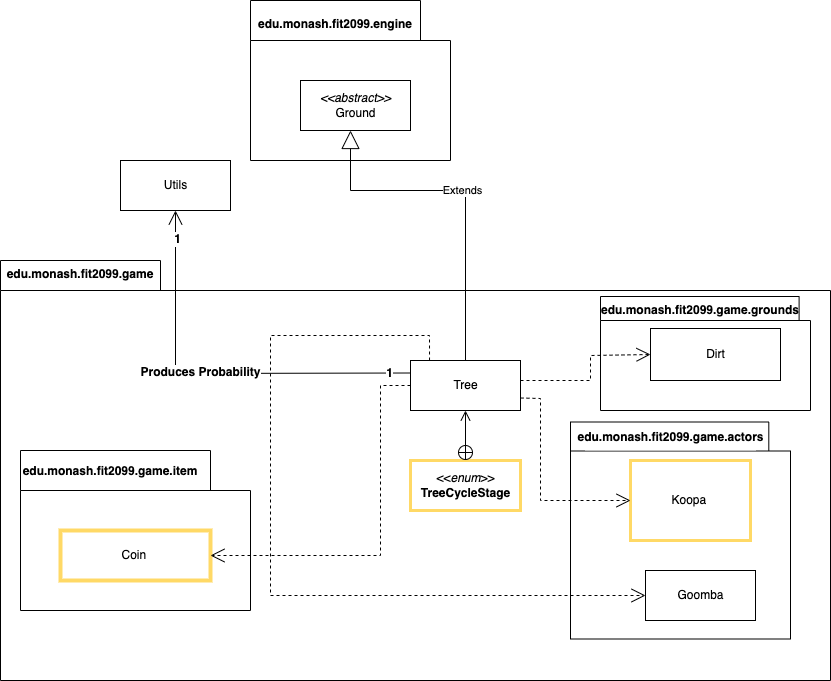 edu.monash.fit2099.engine
<<abstract>>
Ground
Utils
Extends
1
edu.monash.fit2099.game
edu.monash.fit2099.game.grounds
Dirt
Produces Probability
1
Tree
edu.monash.fit2099.game.actors
edu.monash.fit2099.game.item
<<enum>>
TreeCycleStage
Koopa
Coin
Goomba